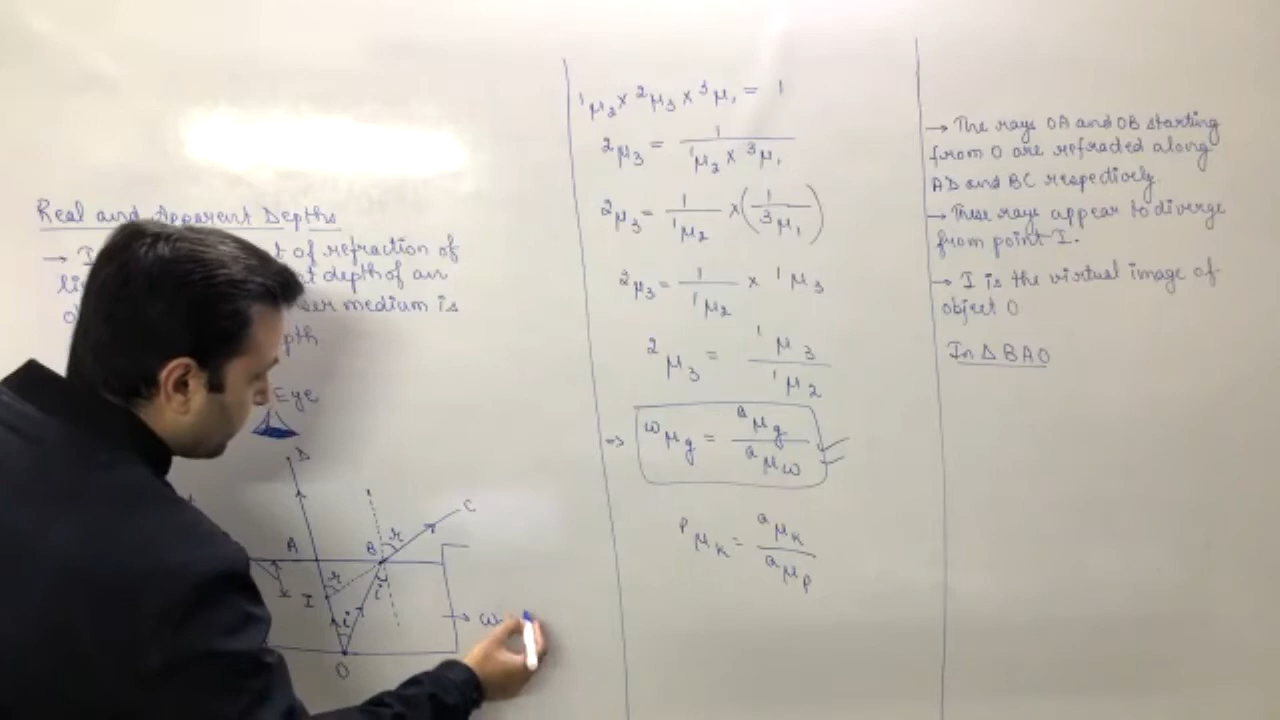 Real and Apparent Depths
→ I t of refraction of
li t depth of an
o ser medium is
pth
Eye
D
C
A
B
r
r
I
i
i
O
→ w
¹μ₂ × ²μ₃ × ³μ₁ = 1
²μ₃ = 1 / (¹μ₂ × ³μ₁)
²μ₃ = 1/¹μ₂ × (1/³μ₁)
²μ₃ = 1/¹μ₂ × ¹μ₃
²μ₃ = ¹μ₃ / ¹μ₂
⇒ ʷμg = ᵃμg / ᵃμw
ᴾμk = ᵃμk / ᵃμp
→ The rays OA and OB starting
from O are refracted along
AD and BC respectively
→ These rays appear to diverge
from point I.
→ I is the virtual image of
object O
In Δ BAO